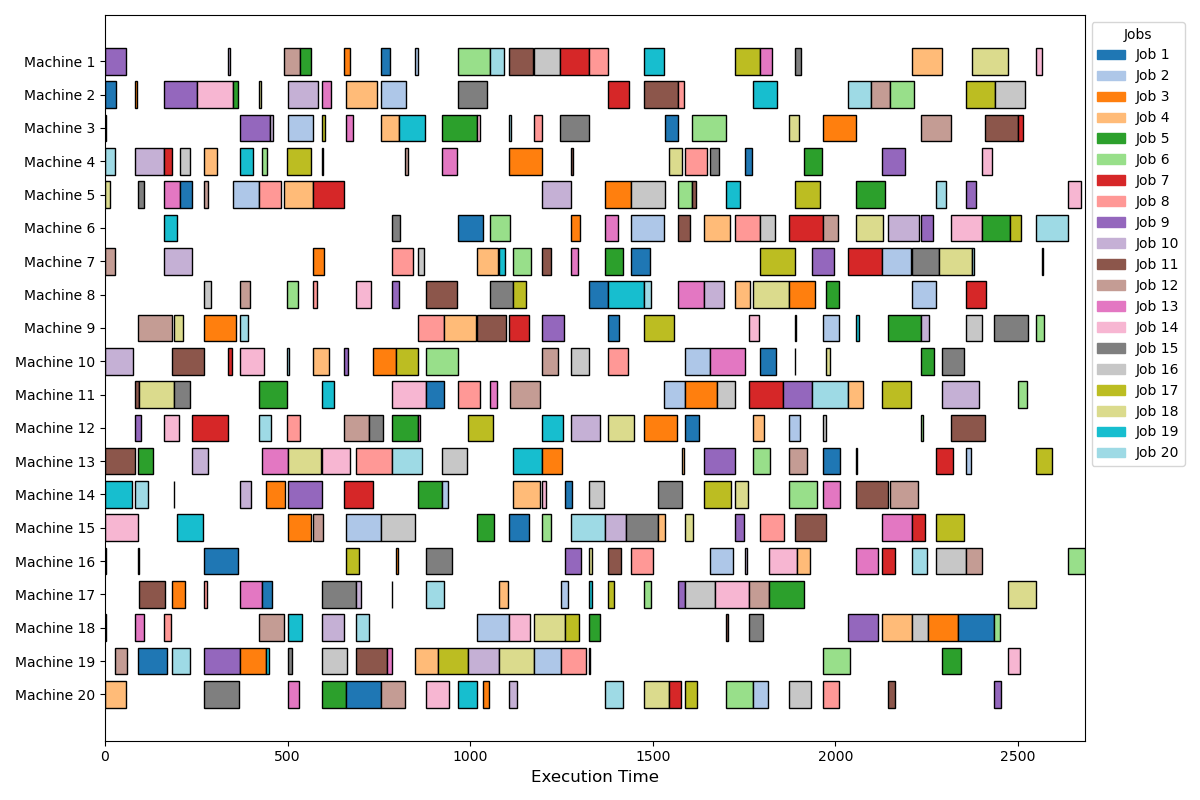 Machine 1
Machine 2
Machine 3
Machine 4
Machine 5
Machine 6
Machine 7
Machine 8
Machine 9
Machine 10
Machine 11
Machine 12
Machine 13
Machine 14
Machine 15
Machine 16
Machine 17
Machine 18
Machine 19
Machine 20
0 500 1000 1500 2000 2500
Execution Time
Jobs
Job 1
Job 2
Job 3
Job 4
Job 5
Job 6
Job 7
Job 8
Job 9
Job 10
Job 11
Job 12
Job 13
Job 14
Job 15
Job 16
Job 17
Job 18
Job 19
Job 20